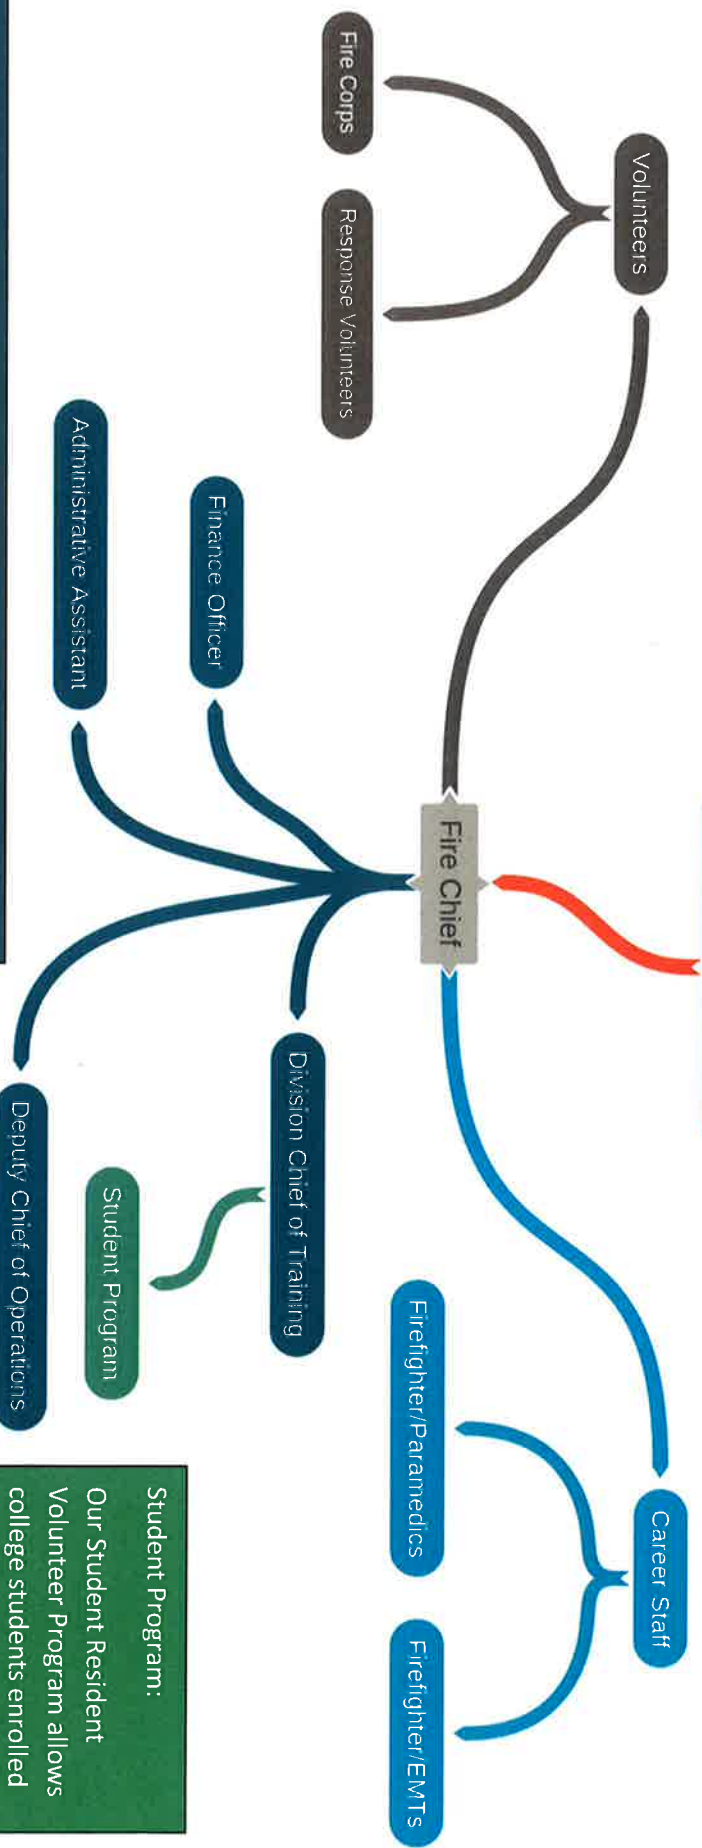 Volunteers
Career Staff
Fire Chief
Fire Corps
Response Volunteers
Firefighter/Paramedics
Firefighter/EMTs
Finance Officer
Division Chief of Training
Administrative Assistant
Student Program
Deputy Chief of Operations
Student Program:
Our Student Resident
Volunteer Program allows
college students enrolled